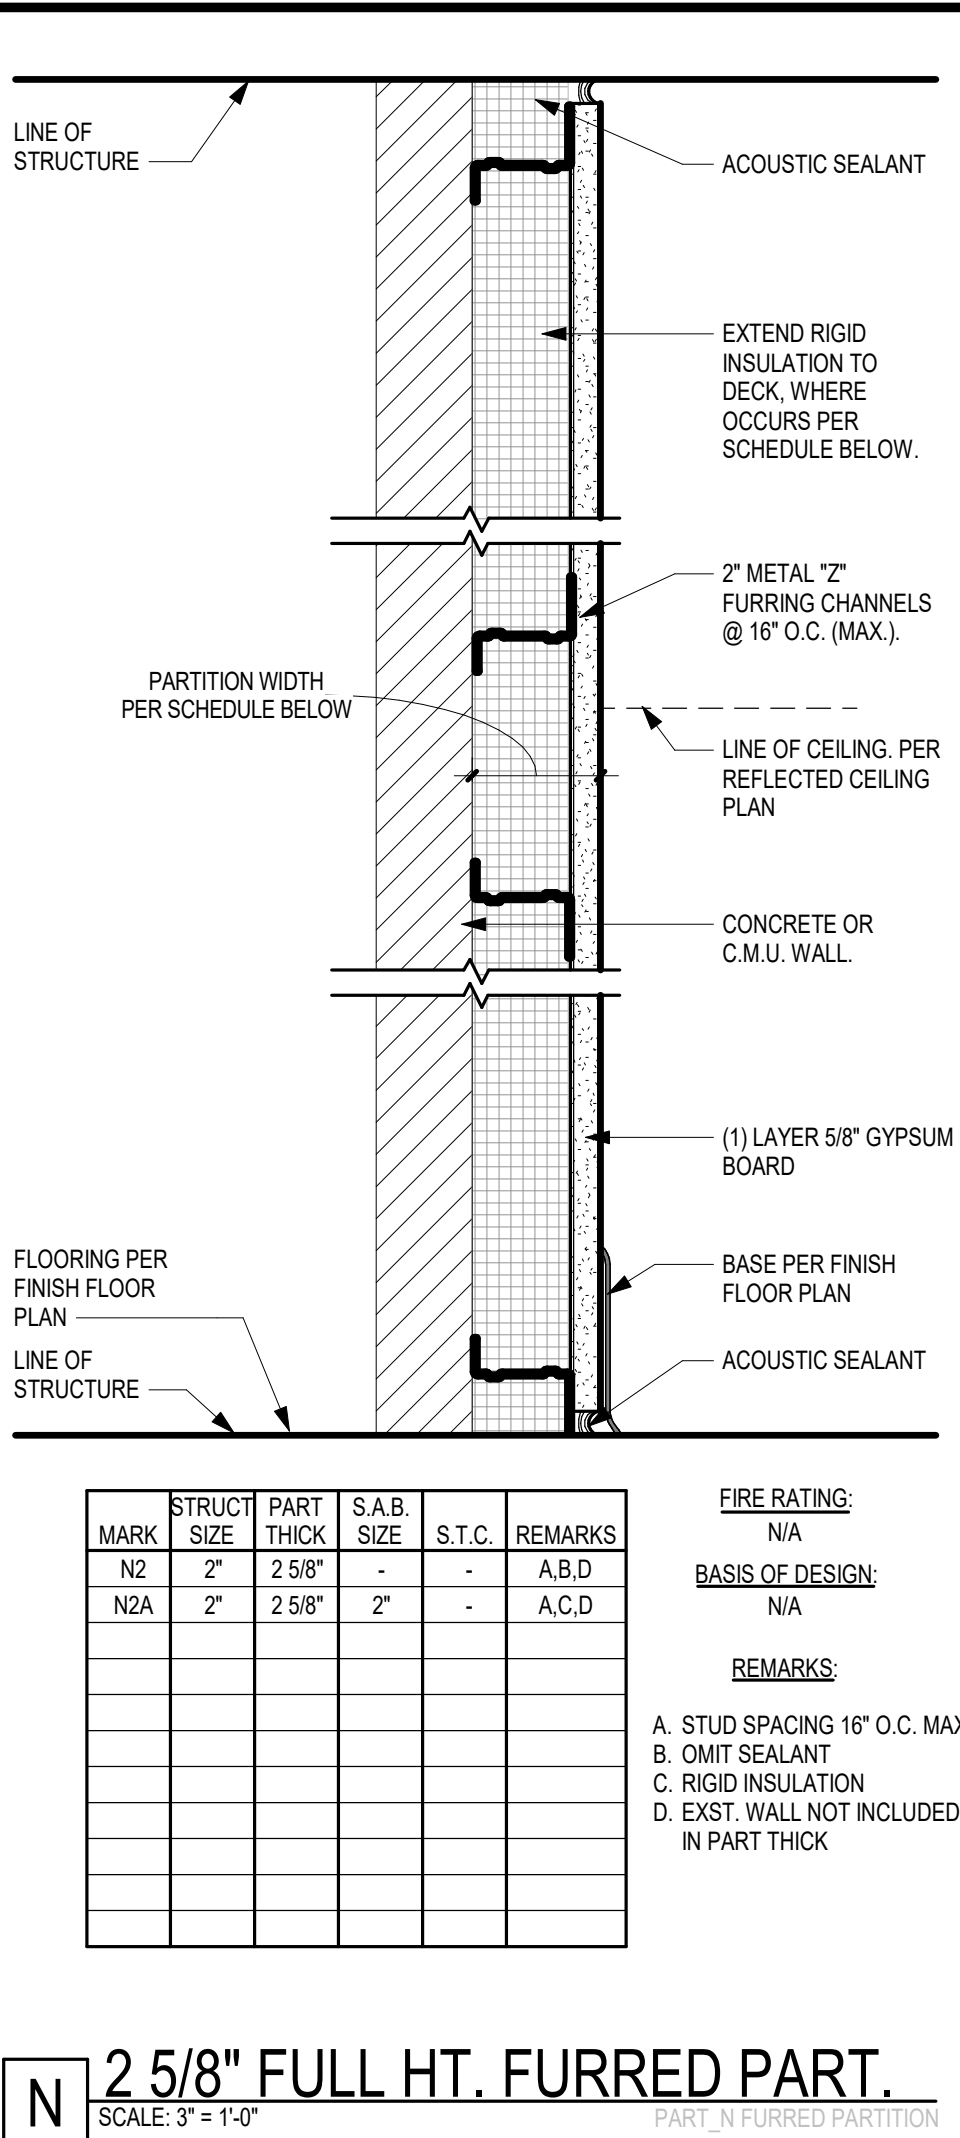 LINE OF
STRUCTURE
ACOUSTIC SEALANT
EXTEND RIGID
INSULATION TO
DECK, WHERE
OCCURS PER
SCHEDULE BELOW.
2" METAL "Z"
FURRING CHANNELS
@ 16" O.C. (MAX.).
PARTITION WIDTH
PER SCHEDULE BELOW
LINE OF CEILING. PER
REFLECTED CEILING
PLAN
CONCRETE OR
C.M.U. WALL.
(1) LAYER 5/8" GYPSUM
BOARD
FLOORING PER
FINISH FLOOR
PLAN
BASE PER FINISH
FLOOR PLAN
LINE OF
STRUCTURE
ACOUSTIC SEALANT
MARK STRUCT SIZE PART THICK S.A.B. SIZE S.T.C. REMARKS
N2 2" 2 5/8" - - A,B,D
N2A 2" 2 5/8" 2" - A,C,D
FIRE RATING:
N/A
BASIS OF DESIGN:
N/A
REMARKS:
A. STUD SPACING 16" O.C. MAX
B. OMIT SEALANT
C. RIGID INSULATION
D. EXST. WALL NOT INCLUDED
IN PART THICK
N
2 5/8" FULL HT. FURRED PART.
SCALE: 3" = 1'-0"
PART_N FURRED PARTITION